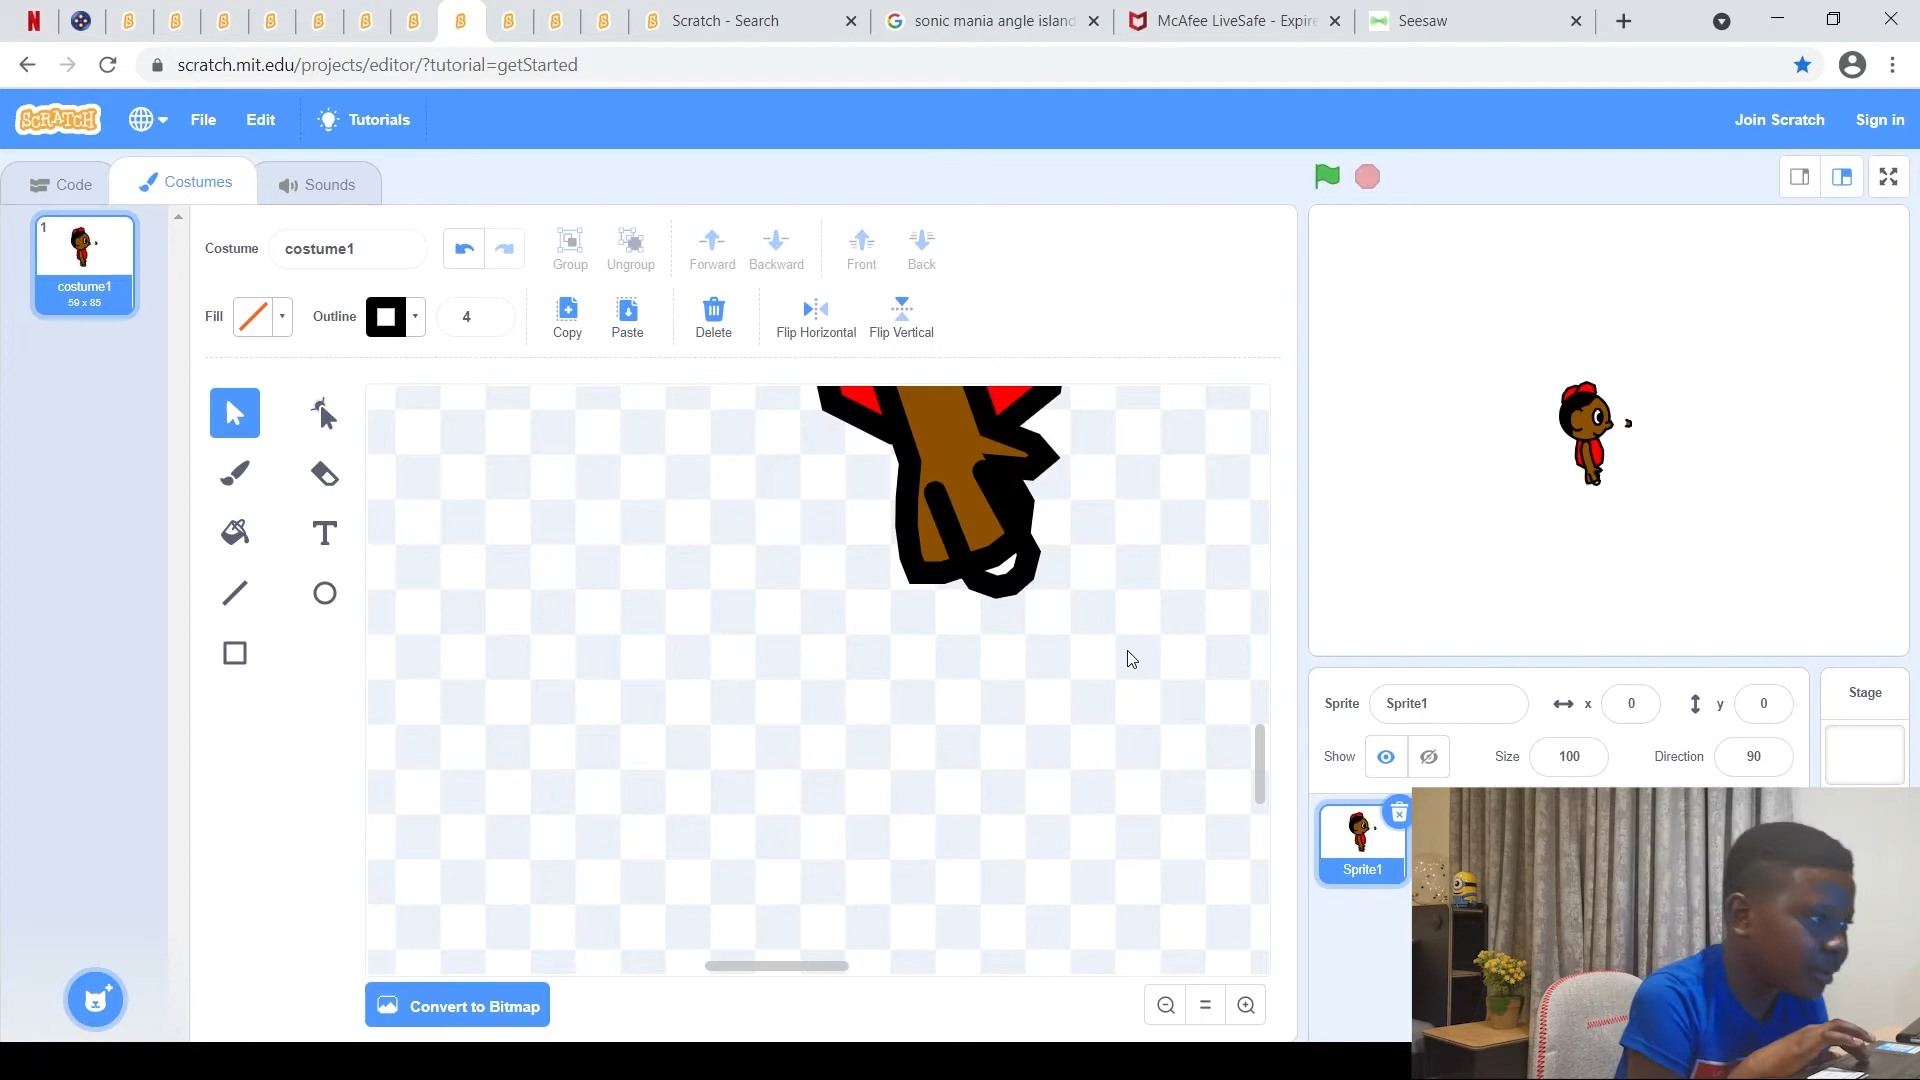 N Scratch - Search sonic mania angle island McAfee LiveSafe - Expire Seesaw
scratch.mit.edu/projects/editor/?tutorial=getStarted
SCRATCH File Edit Tutorials Join Scratch Sign in
Code Costumes Sounds
1
costume1
59 x 85
Costume costume1 Group Ungroup Forward Backward Front Back
Fill Outline 4 Copy Paste Delete Flip Horizontal Flip Vertical
T
Convert to Bitmap
Sprite Sprite1 x 0 y 0
Show Size 100 Direction 90
Stage
Sprite1